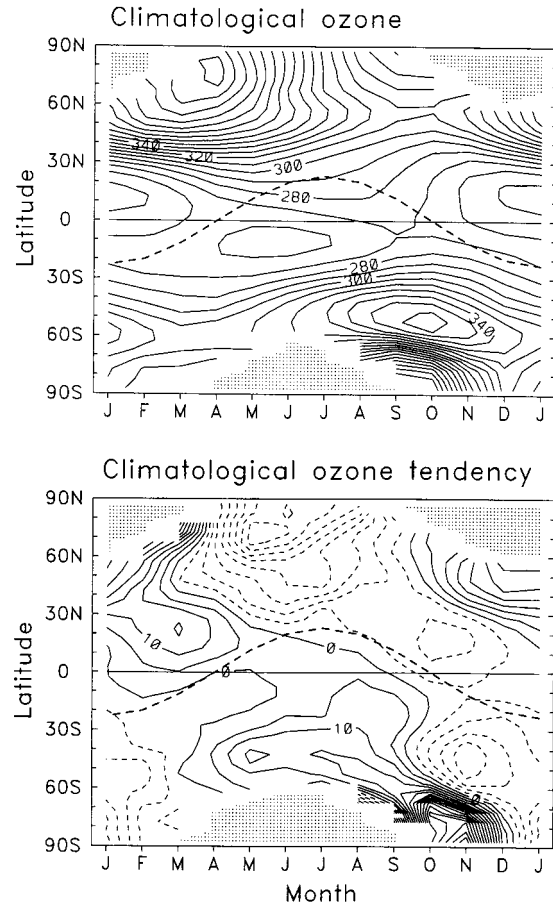 Climatological ozone
90N
60N
30N
0
30S
60S
90S
Latitude
340
320
300
280
280
300
340
J F M A M J J A S O N D J
Climatological ozone tendency
90N
60N
30N
0
30S
60S
90S
Latitude
10
0
0
10
0
J F M A M J J A S O N D J
Month